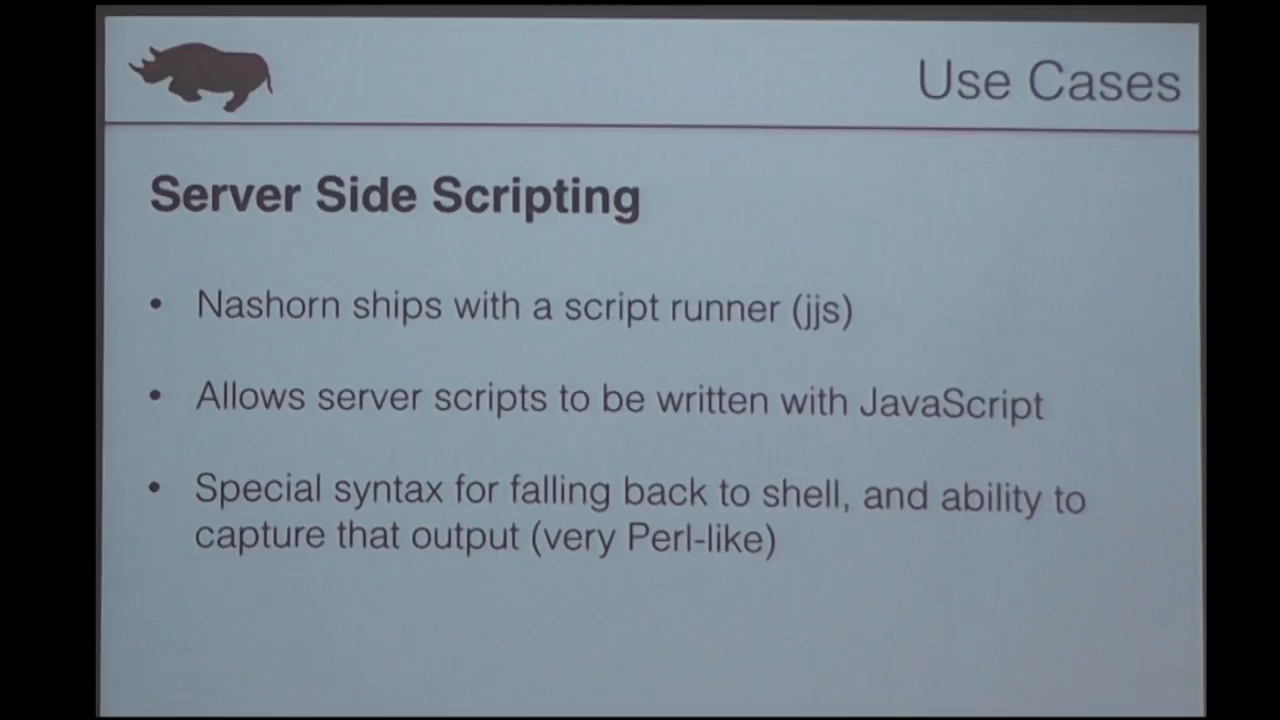 Use Cases
Server Side Scripting
• Nashorn ships with a script runner (jjs)
• Allows server scripts to be written with JavaScript
• Special syntax for falling back to shell, and ability to
capture that output (very Perl-like)